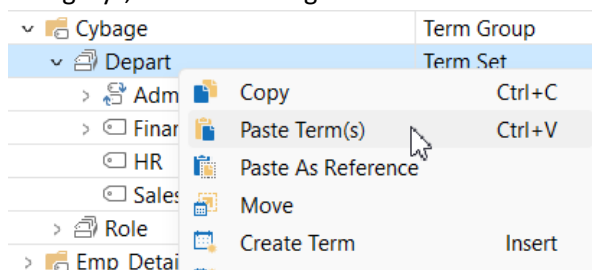 Cybage Term Group
Depart Term Set
Adm Copy Ctrl+C
Finar Paste Term(s) Ctrl+V
HR Paste As Reference
Sales Move
Role Create Term Insert
Emp Detai